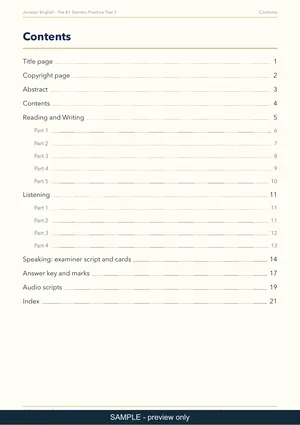 Jurassic English · Pre A1 Starters Practice Test 3 Contents
Contents
Title page 1
Copyright page 2
Abstract 3
Contents 4
Reading and Writing 5
Part 1 6
Part 2 7
Part 3 8
Part 4 9
Part 5 10
Listening 11
Part 1 11
Part 2 11
Part 3 12
Part 4 13
Speaking: examiner script and cards 14
Answer key and marks 17
Audio scripts 19
Index 21
SAMPLE - preview only